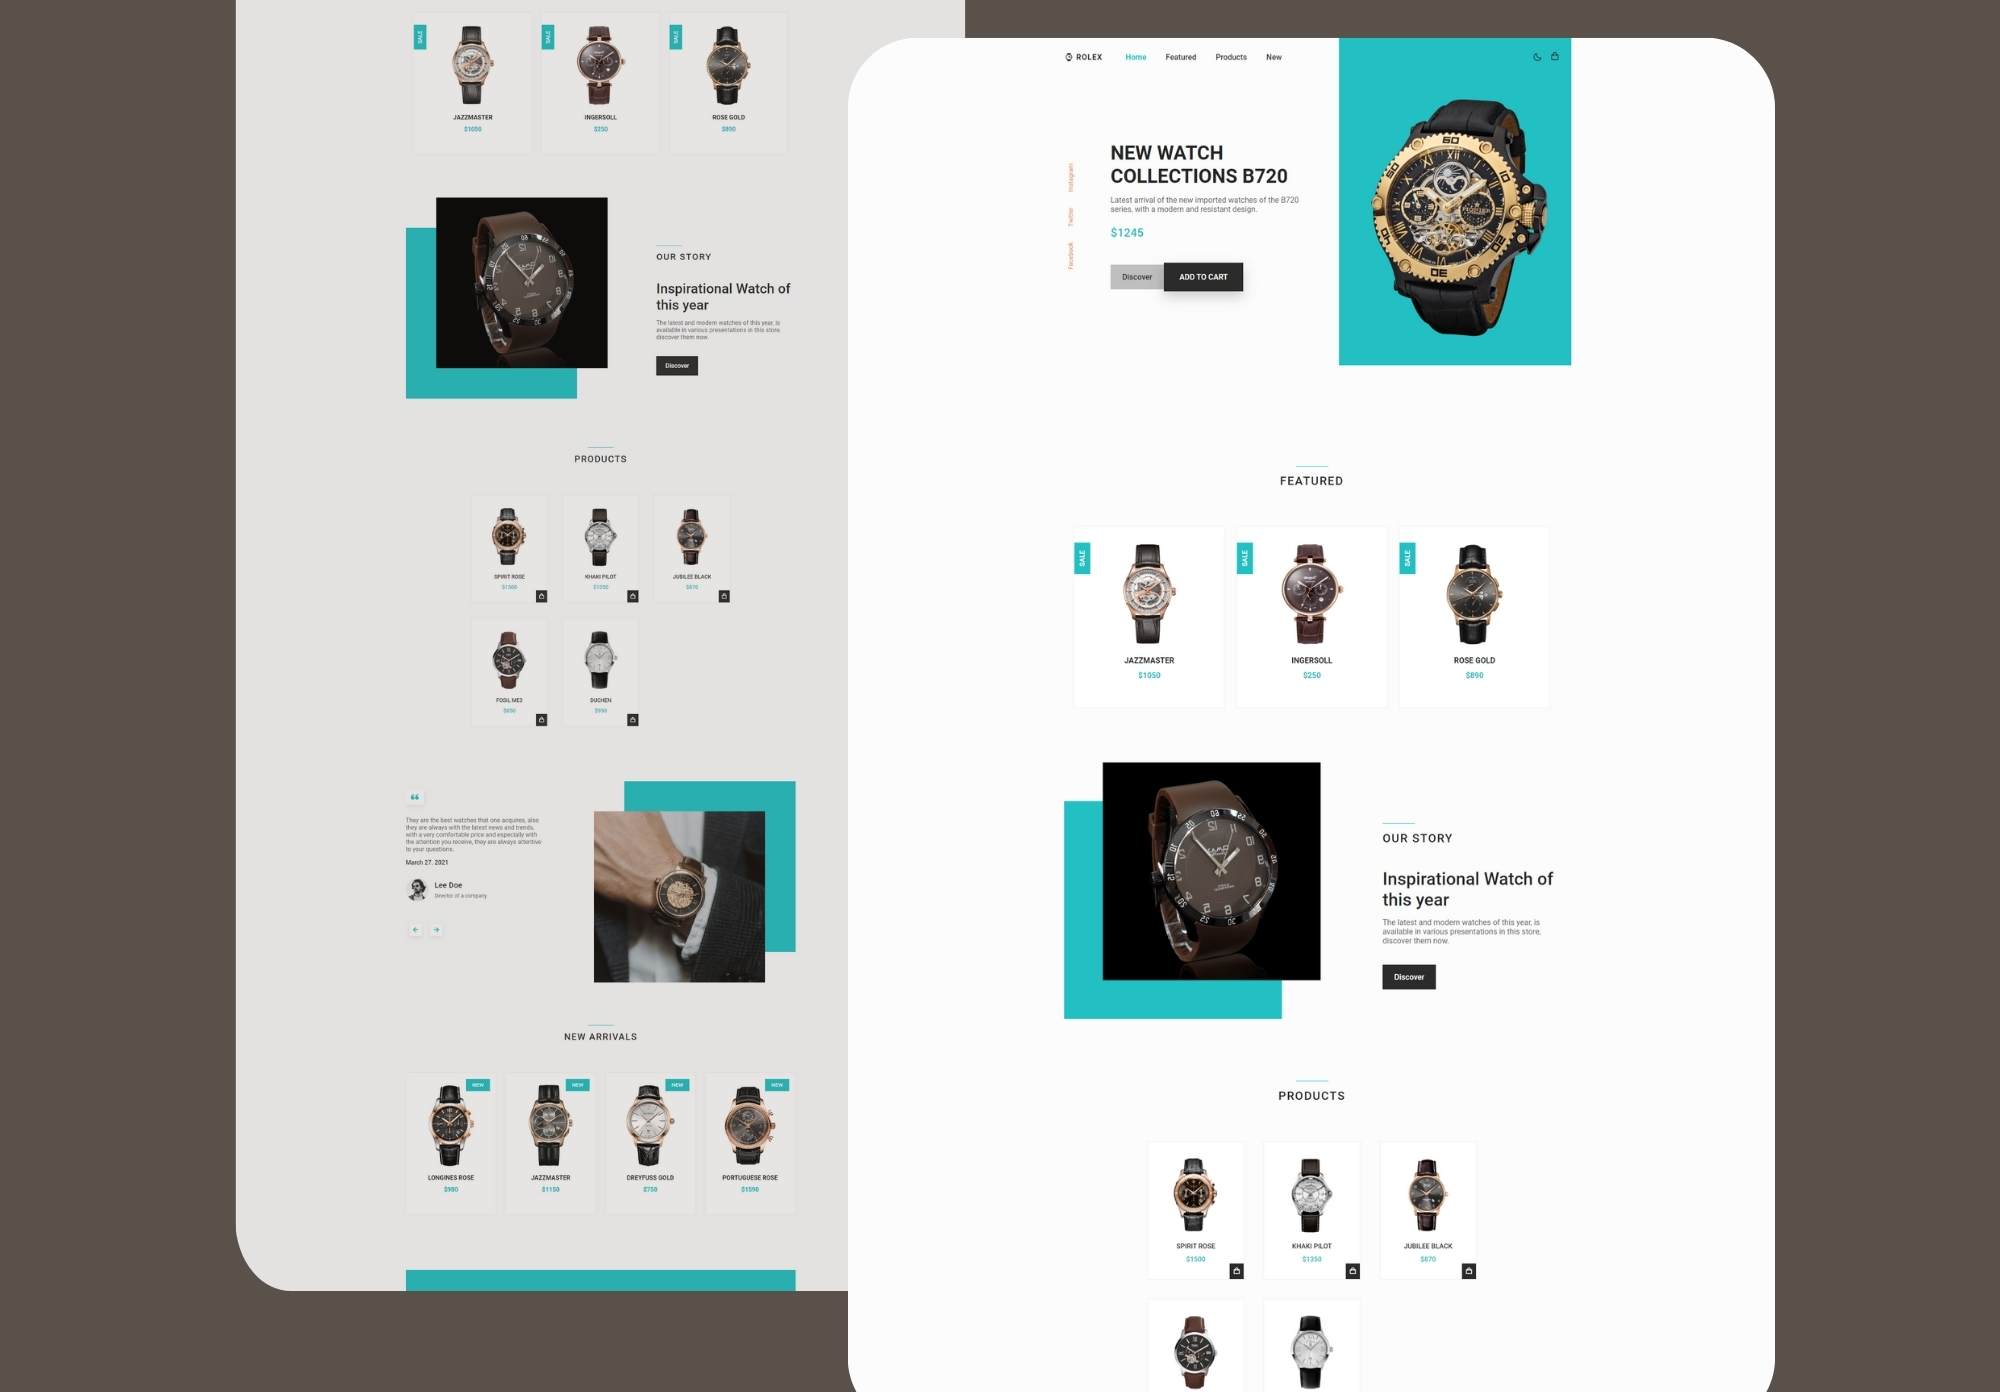 SALE
SALE
SALE
JAZZMASTER
$1050
INGERSOLL
$250
ROSE GOLD
$890
OUR STORY
Inspirational Watch of
this year
The latest and modern watches of this year, is
available in various presentations in this store,
discover them now.
Discover
PRODUCTS
SPIRIT ROSE
$1500
KHAKI PILOT
$1350
JUBILEE BLACK
$870
FOSIL ME3
$650
DUCHEN
$950
They are the best watches that one acquires, also
they are always with the latest news and trends,
with a very comfortable price and especially with
the attention you receive, they are always attentive
to your questions.
March 27. 2021
Lee Doe
Director of a company
NEW ARRIVALS
NEW
NEW
NEW
NEW
LONGINES ROSE
$980
JAZZMASTER
$1150
DREYFUSS GOLD
$750
PORTUGUESE ROSE
$1590
ROLEX
Home
Featured
Products
New
Instagram
Twitter
Facebook
NEW WATCH
COLLECTIONS B720
Latest arrival of the new imported watches of the B720
series, with a modern and resistant design.
$1245
Discover
ADD TO CART
FEATURED
SALE
SALE
SALE
JAZZMASTER
$1050
INGERSOLL
$250
ROSE GOLD
$890
OUR STORY
Inspirational Watch of
this year
The latest and modern watches of this year, is
available in various presentations in this store,
discover them now.
Discover
PRODUCTS
SPIRIT ROSE
$1500
KHAKI PILOT
$1350
JUBILEE BLACK
$870